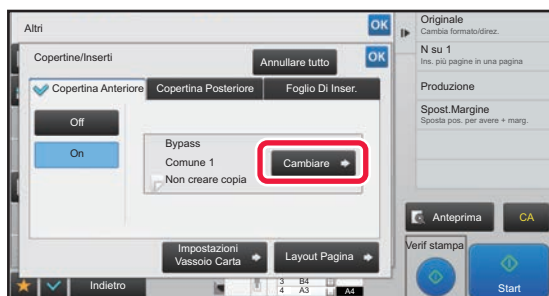 Altri
OK
Copertine/Inserti
Annullare tutto
OK
Copertina Anteriore
Copertina Posteriore
Foglio Di Inser.
Off
On
Bypass
Comune 1
Non creare copia
Cambiare
Impostazioni
Vassoio Carta
Layout Pagina
Indietro
3 B4
4 A3
A4
Originale
Cambia formato/direz.
N su 1
Ins. più pagine in una pagina
Produzione
Spost.Margine
Sposta pos. per avere + marg.
Anteprima
CA
Verif stampa
Start